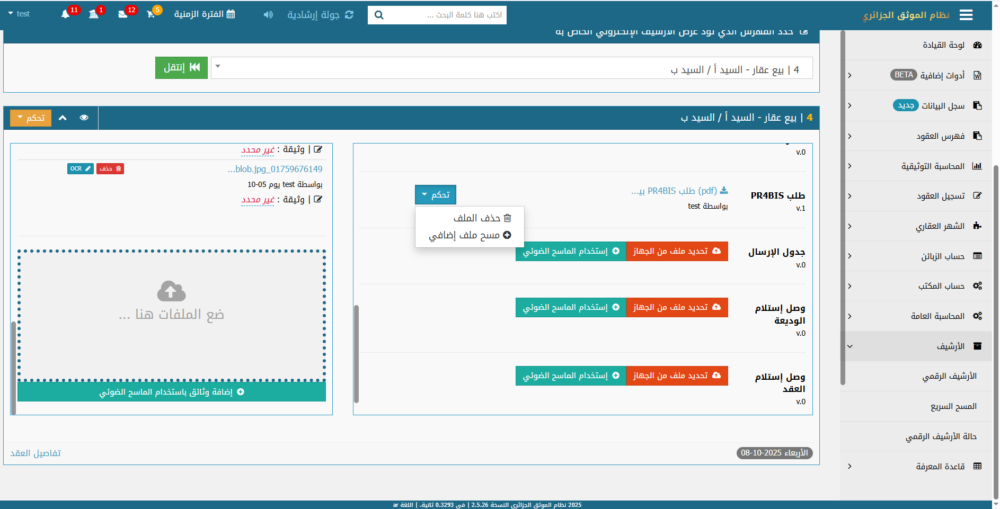 نظام الموثق الجزائري
اكتب هنا كلمة البحث ...
جولة إرشادية
الفترة الزمنية
5
12
1
11
test
لوحة القيادة
أدوات إضافية BETA
سجل البيانات جديد
فهرس العقود
المحاسبة التوثيقية
تسجيل العقود
الشهر العقاري
حساب الزبائن
حساب المكتب
المحاسبة العامة
الأرشيف
الأرشيف الرقمي
المسح السريع
حالة الأرشيف الرقمي
قاعدة المعرفة
حدد الفهرس الذي تود عرض الأرشيف الإلكتروني الخاص به
4 | بيع عقار - السيد أ / السيد ب
إنتقل
4 | بيع عقار - السيد أ / السيد ب
تحكم
v.0
طلب PR4BIS
v.1
(pdf) طلب PR4BIS بيـ...
بواسطة test
تحكم
حذف الملف
مسح ملف إضافي
جدول الإرسال
v.0
تحديد ملف من الجهاز
إستخدام الماسح الضوئي
وصل إستلام الوديعة
v.0
تحديد ملف من الجهاز
إستخدام الماسح الضوئي
وصل إستلام العقد
v.0
تحديد ملف من الجهاز
إستخدام الماسح الضوئي
| وثيقة : غير محدد
blob.jpg_01759676149...
حذف
OCR
بواسطة test يوم 05-10
| وثيقة : غير محدد
ضع الملفات هنا ...
إضافة وثائق باستخدام الماسح الضوئي
الأربعاء 08-10-2025
تفاصيل العقد
2025 نظام الموثق الجزائري النسخة 2.5.26 | في 0.3293 ثانية. | اللغة ar